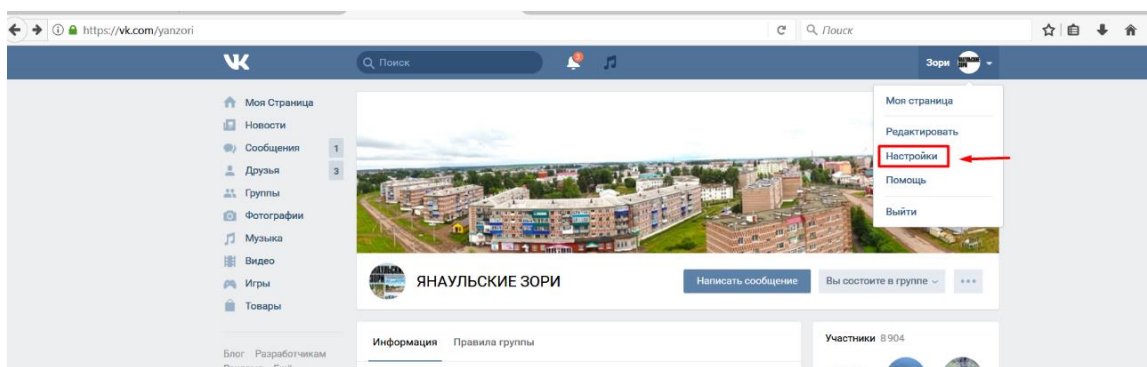 https://vk.com/yanzori
Поиск
Поиск
3
Зори
Моя Страница
Новости
Сообщения 1
Друзья 3
Группы
Фотографии
Музыка
Видео
Игры
Товары
Блог Разработчикам
Моя страница
Редактировать
Настройки
Помощь
Выйти
ЯНАУЛЬСКИЕ ЗОРИ
Написать сообщение
Вы состоите в группе
Информация Правила группы
Участники 8 904